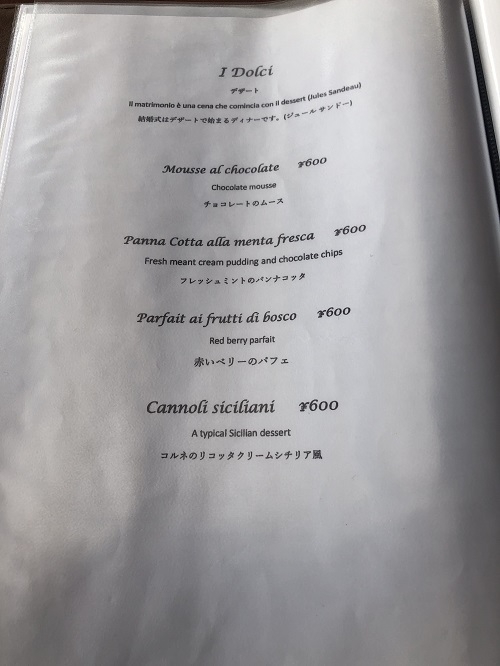 I Dolci
デザート
Il matrimonio è una cena che comincia con il dessert (Jules Sandeau)
結婚式はデザートで始まるディナーです。(ジュール サンドー)
Mousse al chocolate ¥600
Chocolate mousse
チョコレートのムース
Panna Cotta alla menta fresca ¥600
Fresh meant cream pudding and chocolate chips
フレッシュミントのパンナコッタ
Parfait ai frutti di bosco ¥600
Red berry parfait
赤いベリーのパフェ
Cannoli siciliani ¥600
A typical Sicilian dessert
コルネのリコッタクリームシチリア風